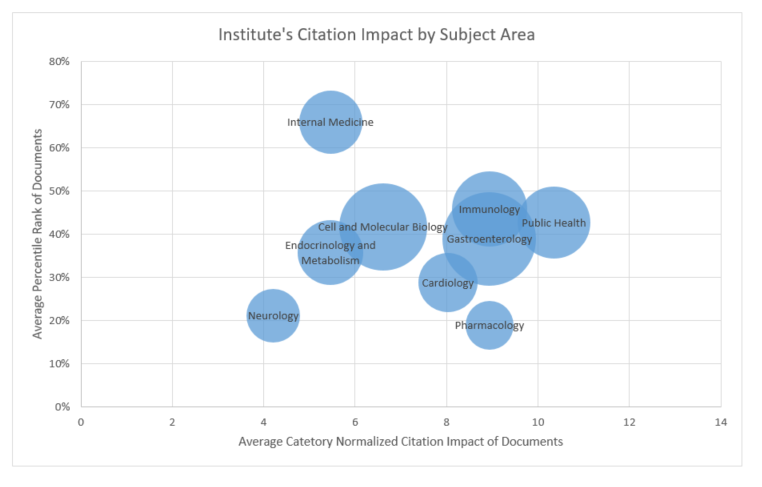 Institute's Citation Impact by Subject Area
80%
70%
60%
50%
40%
30%
20%
10%
0%
Average Percentile Rank of Documents
Internal Medicine
Immunology
Public Health
Cell and Molecular Biology
Gastroenterology
Endocrinology and
Metabolism
Cardiology
Neurology
Pharmacology
0 2 4 6 8 10 12 14
Average Catetory Normalized Citation Impact of Documents